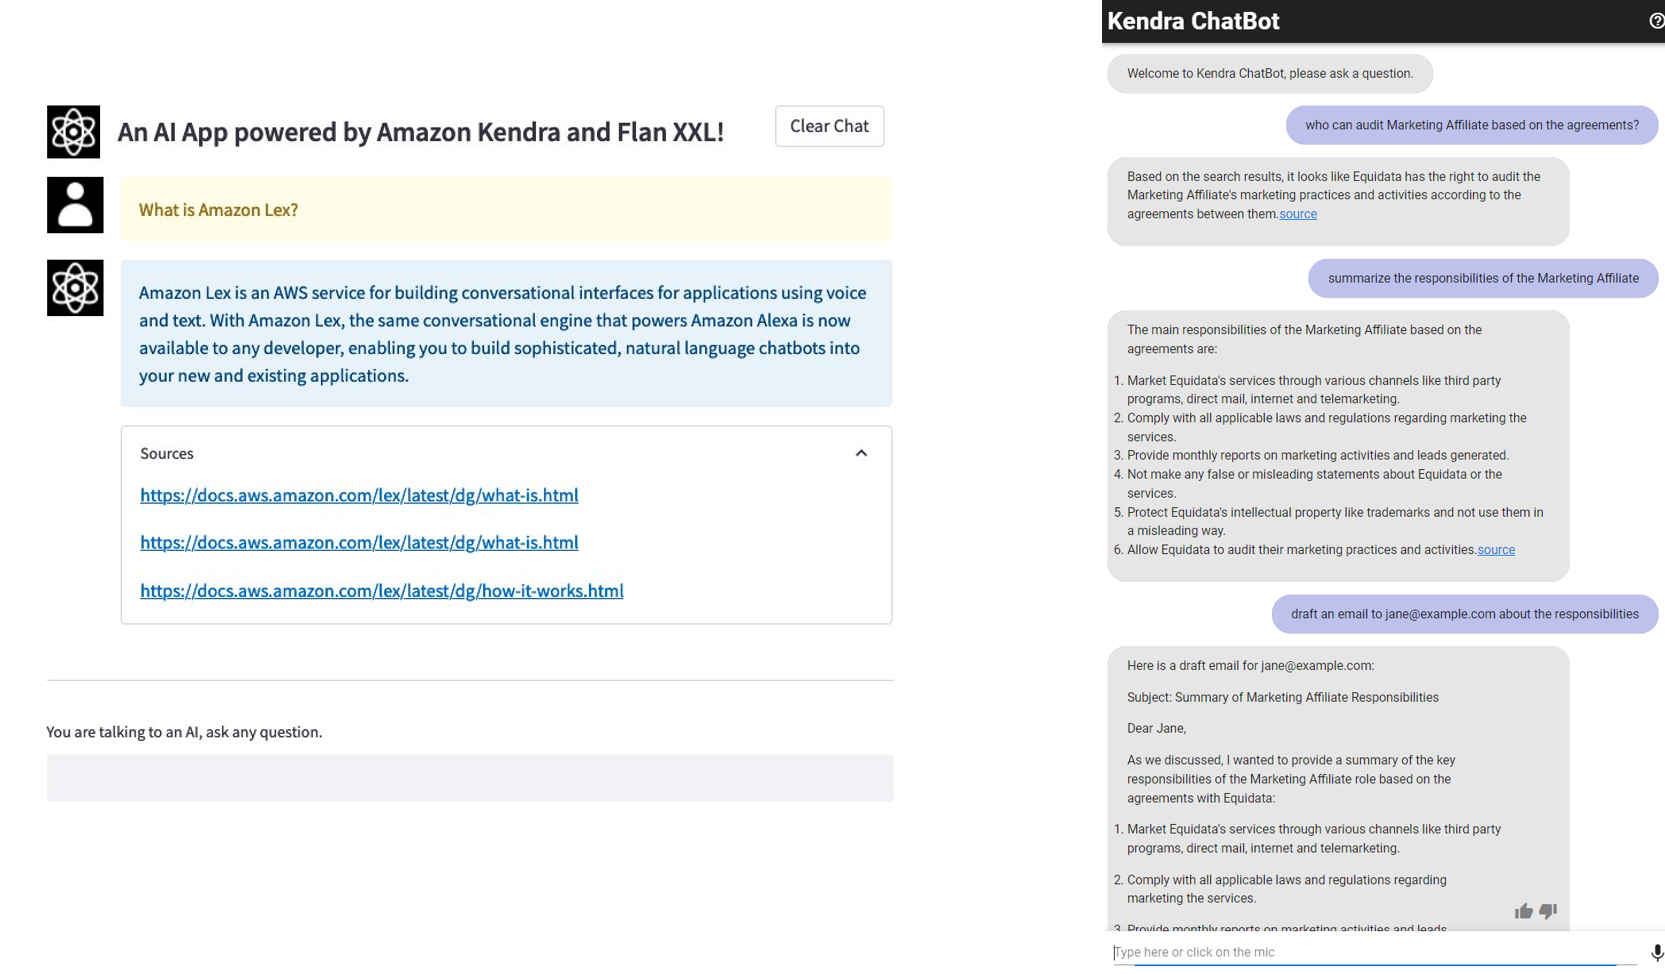 An AI App powered by Amazon Kendra and Flan XXL!
Clear Chat
What is Amazon Lex?
Amazon Lex is an AWS service for building conversational interfaces for applications using voice
and text. With Amazon Lex, the same conversational engine that powers Amazon Alexa is now
available to any developer, enabling you to build sophisticated, natural language chatbots into
your new and existing applications.
Sources
https://docs.aws.amazon.com/lex/latest/dg/what-is.html
https://docs.aws.amazon.com/lex/latest/dg/what-is.html
https://docs.aws.amazon.com/lex/latest/dg/how-it-works.html
You are talking to an AI, ask any question.
Kendra ChatBot
Welcome to Kendra ChatBot, please ask a question.
who can audit Marketing Affiliate based on the agreements?
Based on the search results, it looks like Equidata has the right to audit the
Marketing Affiliate's marketing practices and activities according to the
agreements between them.source
summarize the responsibilities of the Marketing Affiliate
The main responsibilities of the Marketing Affiliate based on the
agreements are:
1. Market Equidata's services through various channels like third party
programs, direct mail, internet and telemarketing.
2. Comply with all applicable laws and regulations regarding marketing the
services.
3. Provide monthly reports on marketing activities and leads generated.
4. Not make any false or misleading statements about Equidata or the
services.
5. Protect Equidata's intellectual property like trademarks and not use them in
a misleading way.
6. Allow Equidata to audit their marketing practices and activities.source
draft an email to jane@example.com about the responsibilities
Here is a draft email for jane@example.com:
Subject: Summary of Marketing Affiliate Responsibilities
Dear Jane,
As we discussed, I wanted to provide a summary of the key
responsibilities of the Marketing Affiliate role based on the
agreements with Equidata:
1. Market Equidata's services through various channels like third party
programs, direct mail, internet and telemarketing.
2. Comply with all applicable laws and regulations regarding
marketing the services.
3. Provide monthly reports on marketing activities and leads
Type here or click on the mic